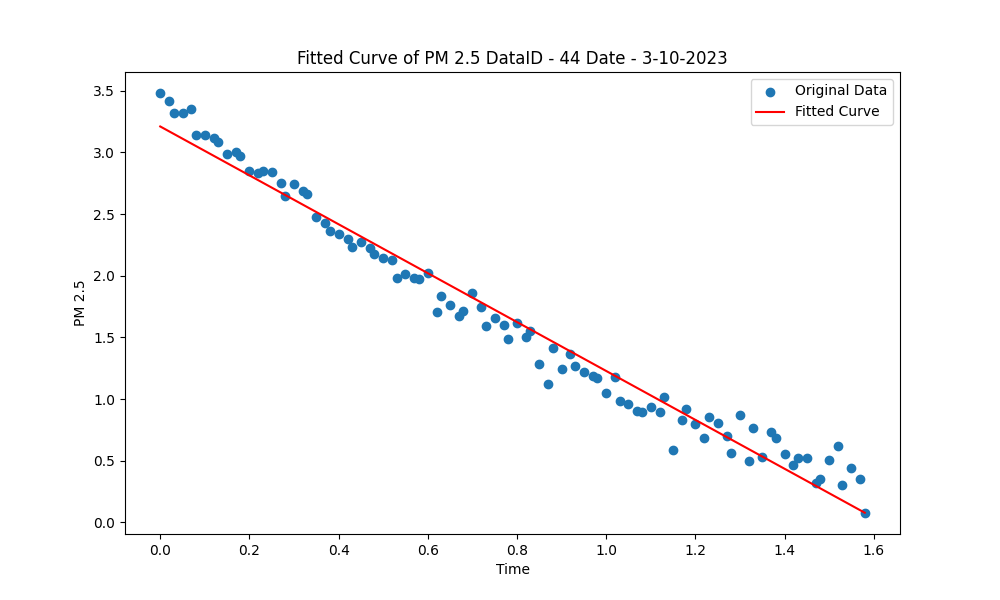 Fitted Curve of PM 2.5 DataID - 44 Date - 3-10-2023
Original Data
Fitted Curve
3.5
3.0
2.5
2.0
1.5
1.0
0.5
0.0
PM 2.5
0.0 0.2 0.4 0.6 0.8 1.0 1.2 1.4 1.6
Time